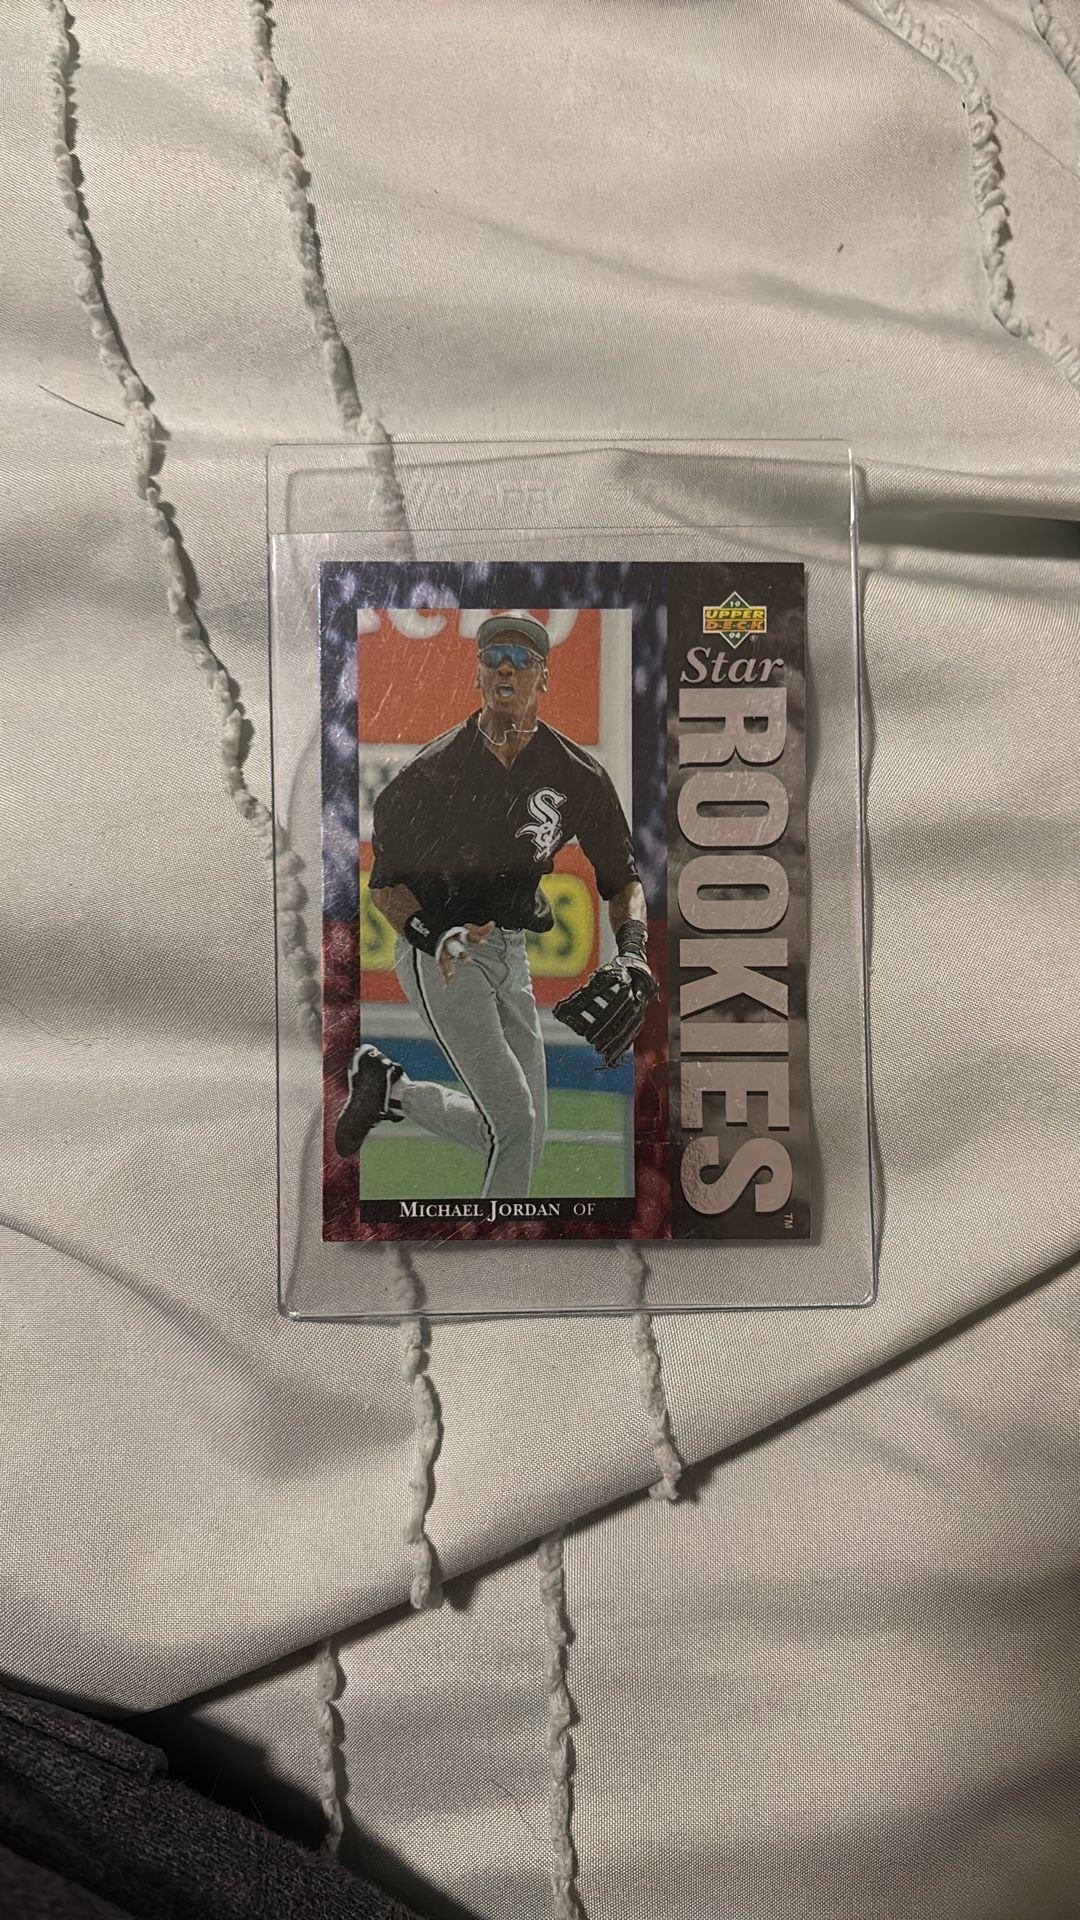 19
UPPER
DECK
94
®
Star
ROOKIES
™
MICHAEL JORDAN OF